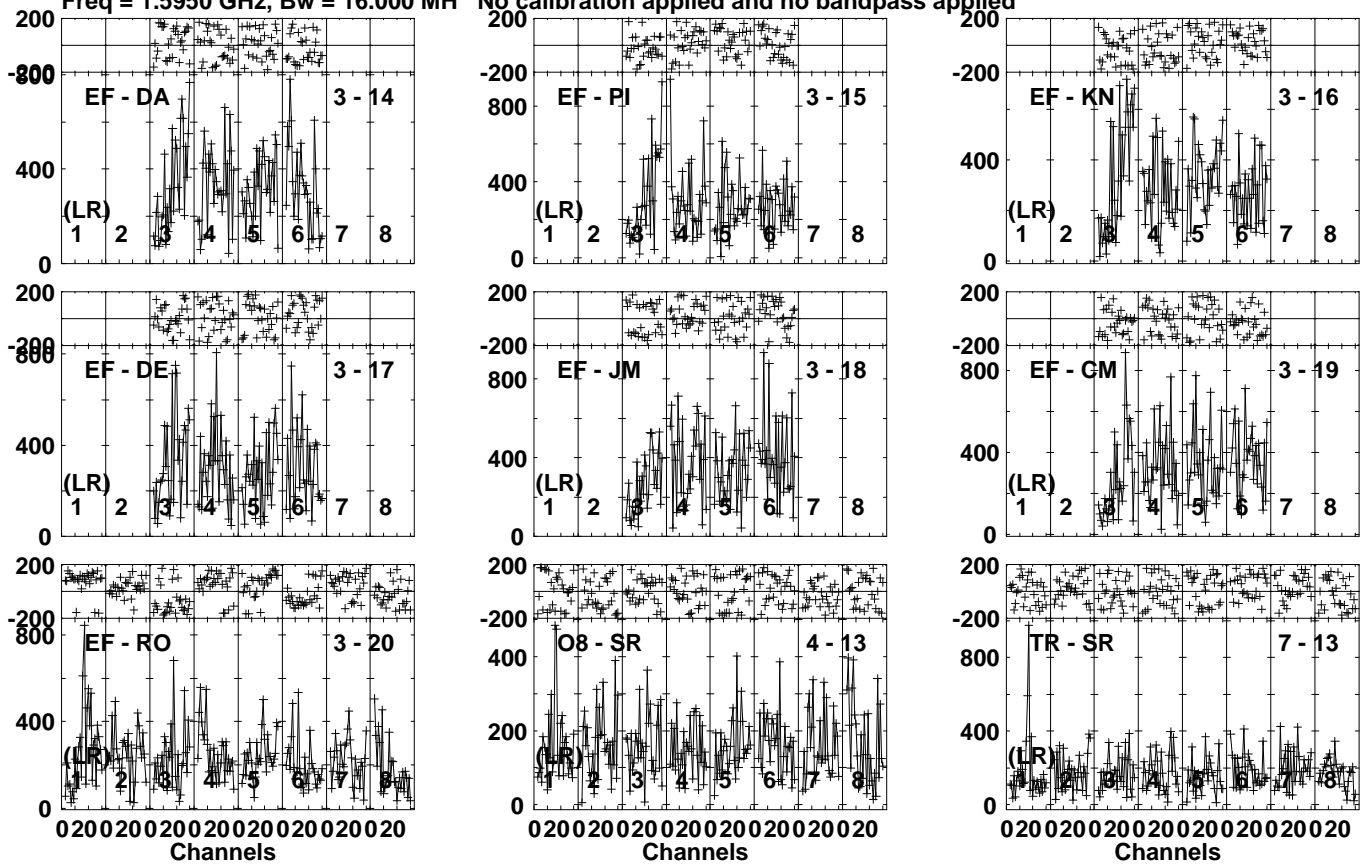 Freq = 1.5950 GHz, Bw = 16.000 MH No calibration applied and no bandpass applied
200 200 200
-200 -200 -200
800 EF - DA 3 - 14 800 EF - PI 3 - 15 EF - KN 3 - 16
400 400 400
(LR) (LR) (LR)
1 2 3 4 5 6 7 8 1 2 3 4 5 6 7 8 1 2 3 4 5 6 7 8
0 0 0
200 200 200
-200 -200 -200
800 EF - DE 3 - 17 800 EF - JM 3 - 18 800 EF - CM 3 - 19
400 400 400
(LR) (LR) (LR)
1 2 3 4 5 6 7 8 1 2 3 4 5 6 7 8 1 2 3 4 5 6 7 8
0 0 0
200 200 200
-200 -200 -200
800 EF - RO 3 - 20 400 O8 - SR 4 - 13 800 TR - SR 7 - 13
400 200 400
(LR) (LR) (LR)
1 2 3 4 5 6 7 8 1 2 3 4 5 6 7 8 1 2 3 4 5 6 7 8
0 0 0
0 20 0 20 0 20 0 20 0 20 0 20 0 20 0 20 0 20 0 20 0 20 0 20 0 20 0 20 0 20 0 20 0 20 0 20 0 20 0 20 0 20 0 20 0 20 0 20
Channels Channels Channels